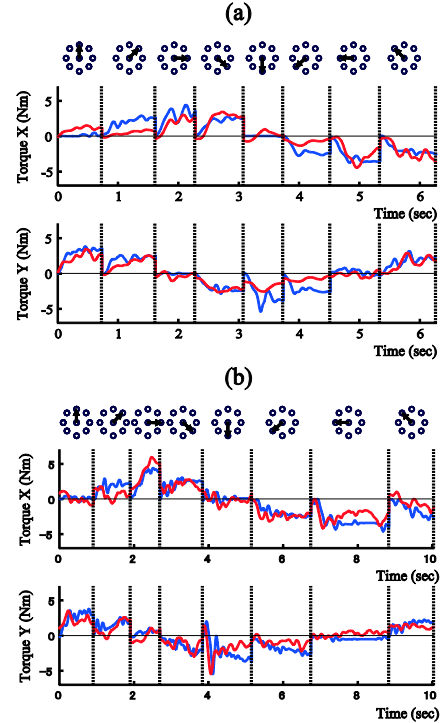 (a)
Torque X (Nm)
5
0
-5
0 1 2 3 4 5 6
Time (sec)
Torque Y (Nm)
5
0
-5
0 1 2 3 4 5 6
Time (sec)
(b)
Torque X (Nm)
5
0
-5
0 2 4 6 8 10
Time (sec)
Torque Y (Nm)
5
0
-5
0 2 4 6 8 10
Time (sec)